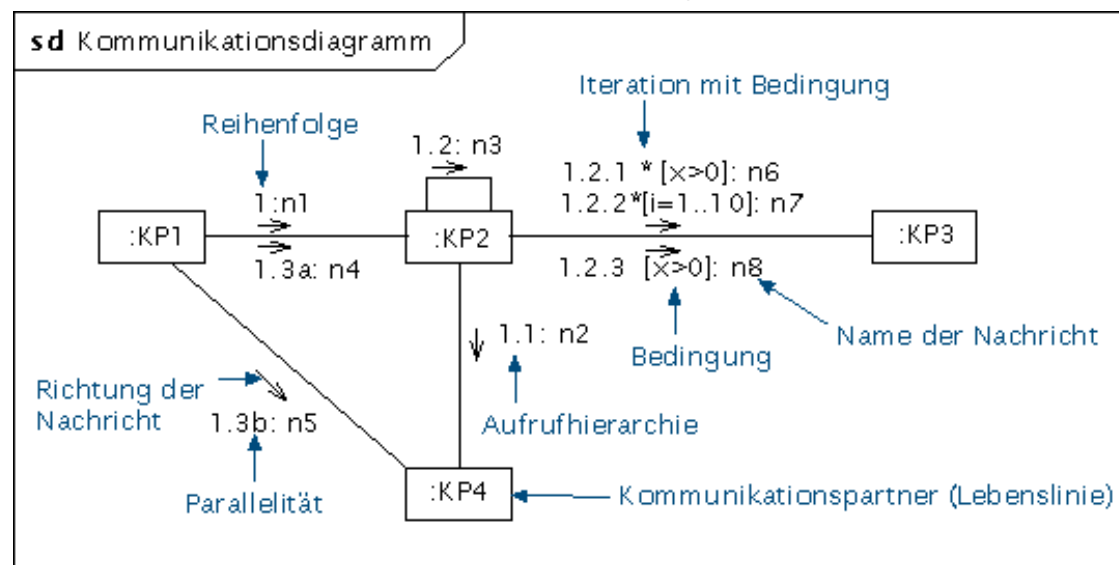 sd Kommunikationsdiagramm
Iteration mit Bedingung
Reihenfolge
1.2: n3
1.2.1 * [x>0]: n6
1:n1
1.2.2*[i=1..10]: n7
:KP1
:KP2
:KP3
1.3a: n4
1.2.3 [x>0]: n8
1.1: n2
Name der Nachricht
Bedingung
Richtung der
Nachricht
1.3b: n5
Aufrufhierarchie
Parallelität
:KP4
Kommunikationspartner (Lebenslinie)